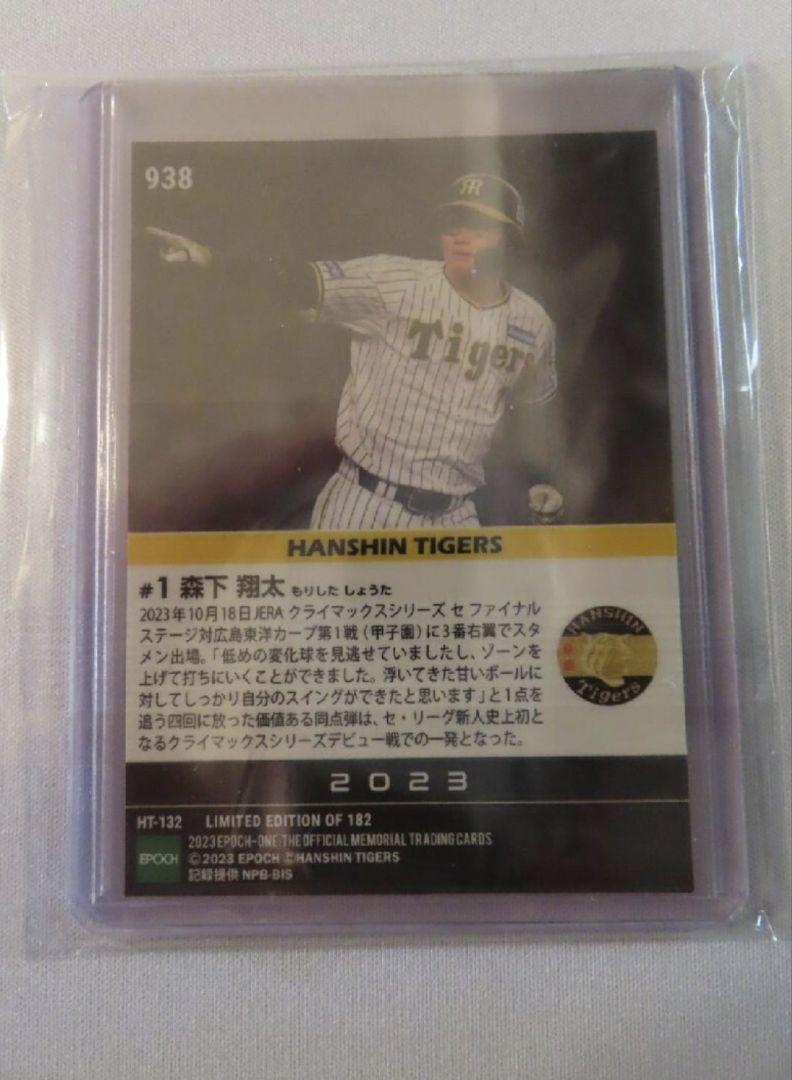 938
Tigers
HANSHIN TIGERS
#1 森下 翔太 もりした しょうた
2023年10月18日JERA クライマックスシリーズ セ ファイナル
ステージ対広島東洋カープ第1戦（甲子園）に3番右翼でスタ
メン出場。「低めの変化球を見逃せていましたし、ゾーンを
上げて打ちにいくことができました。浮いてきた甘いボールに
対してしっかり自分のスイングができたと思います」と1点を
追う四回に放った価値ある同点弾は、セ・リーグ新人史上初と
なるクライマックスシリーズデビュー戦での一発となった。
HANSHIN
Tigers
2023
HT-132 LIMITED EDITION OF 182
2023 EPOCH-ONE THE OFFICIAL MEMORIAL TRADING CARDS
EPOCH
©2023 EPOCH ©HANSHIN TIGERS
記録提供 NPB-BIS